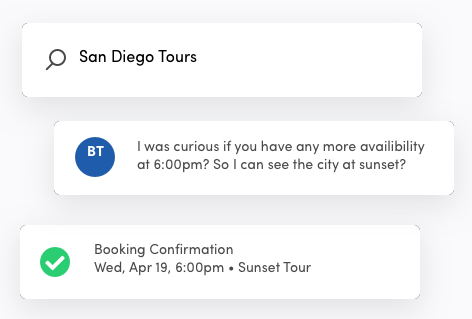 San Diego Tours
BT
I was curious if you have any more availibility
at 6:00pm? So I can see the city at sunset?
Booking Confirmation
Wed, Apr 19, 6:00pm • Sunset Tour